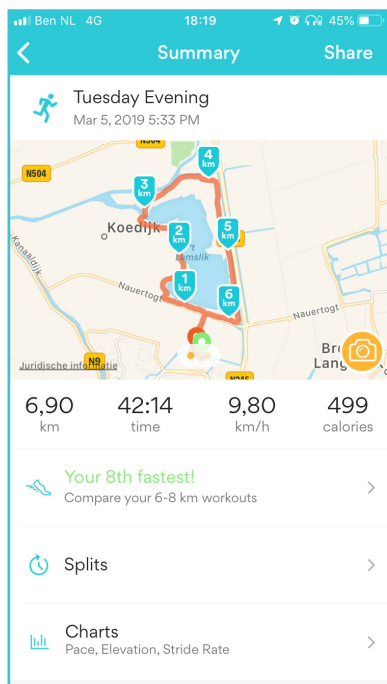 Ben NL 4G 18:19 45%
Summary Share
Tuesday Evening
Mar 5, 2019 5:33 PM
N504
4 km
N504
3 km
Koedijk
2 km
5 km
Kanaaldijk
1 km
6 km
Nauertogt
Nauertogt
N9
Juridische informatie
6,90 42:14 9,80 499
km time km/h calories
Your 8th fastest!
Compare your 6-8 km workouts
Splits
Charts
Pace, Elevation, Stride Rate